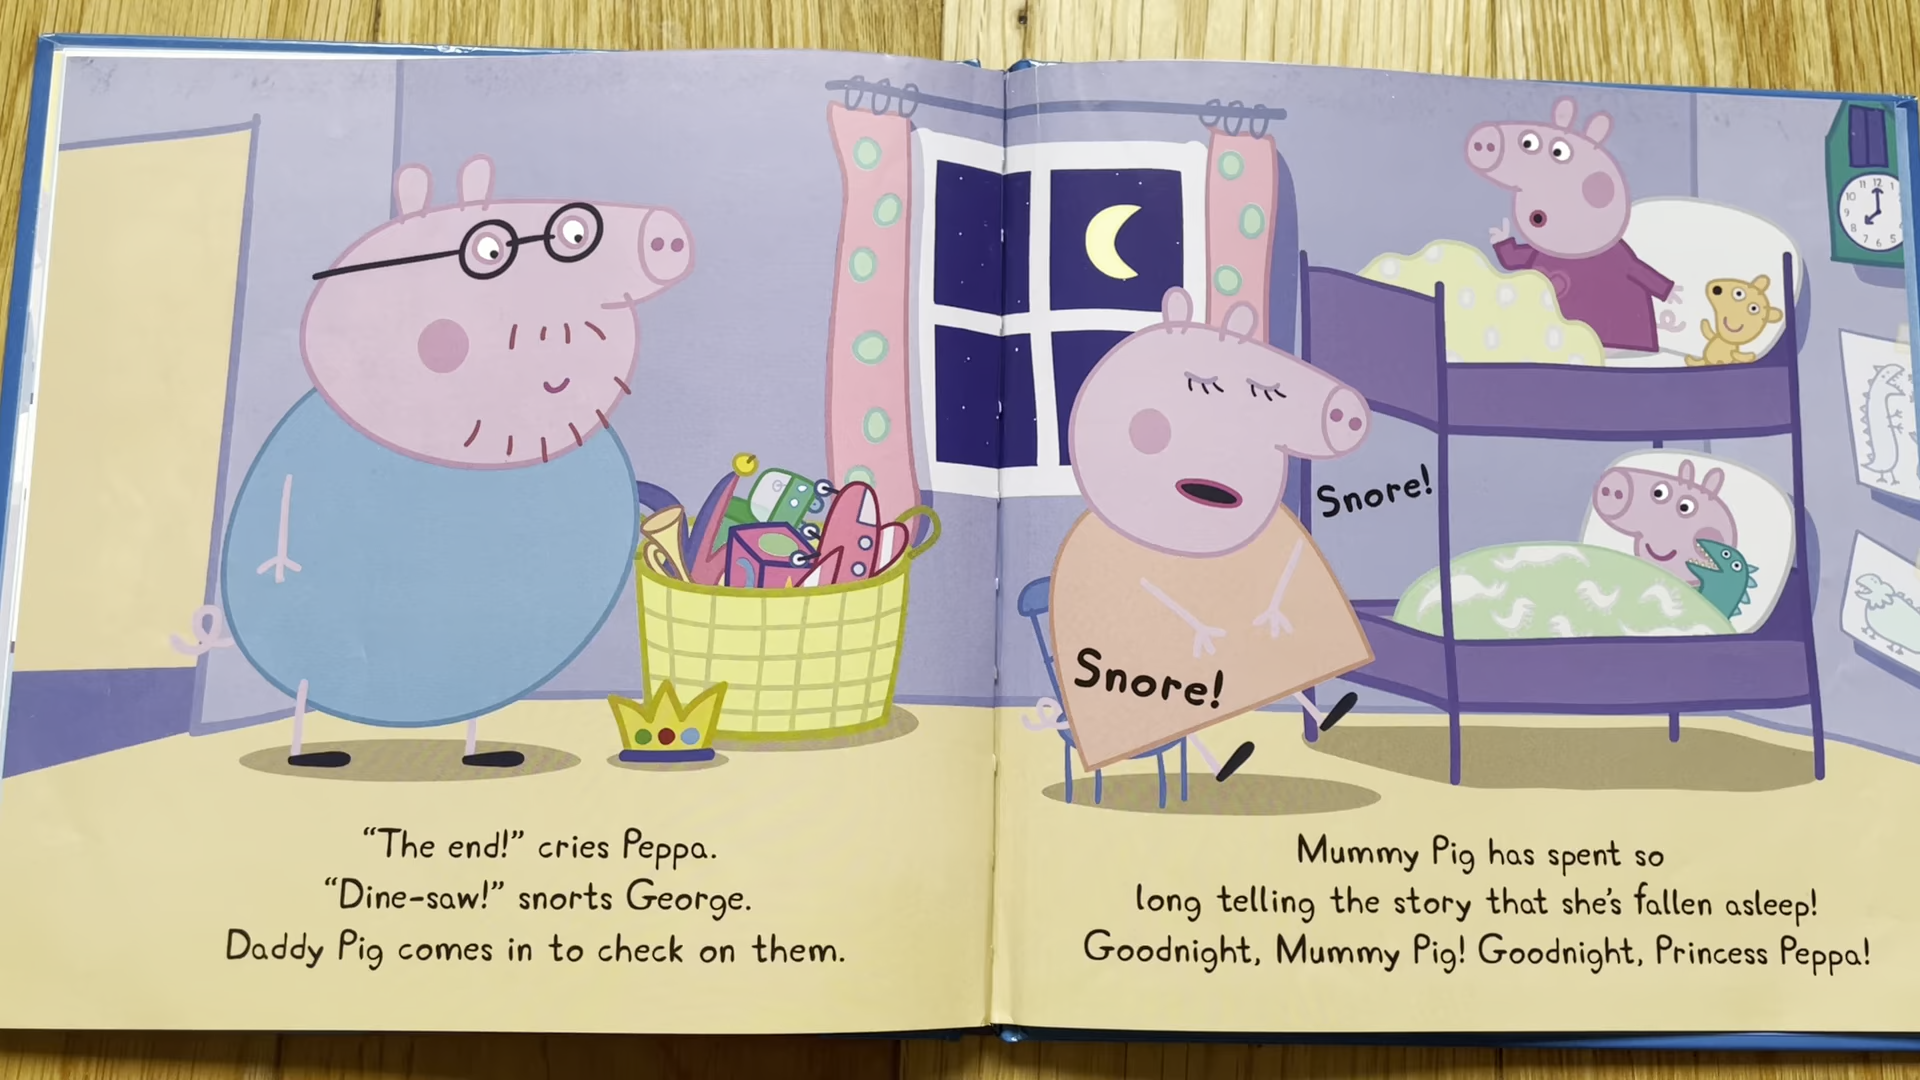 “The end!” cries Peppa.
“Dine-saw!” snorts George.
Daddy Pig comes in to check on them.
Snore!
Snore!
Mummy Pig has spent so
long telling the story that she’s fallen asleep!
Goodnight, Mummy Pig! Goodnight, Princess Peppa!